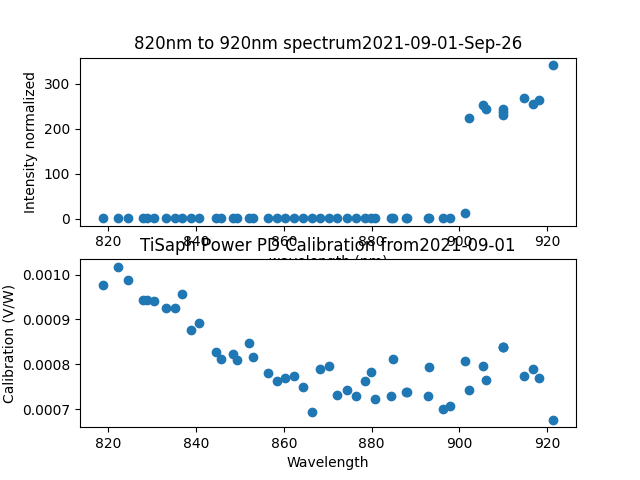 820nm to 920nm spectrum2021-09-01-Sep-26
Intensity normalized
300
200
100
0
820 840 860 880 900 920
wavelength (nm)
TiSaph Power PD Calibration from2021-09-01
Calibration (V/W)
0.0010
0.0009
0.0008
0.0007
820 840 860 880 900 920
Wavelength